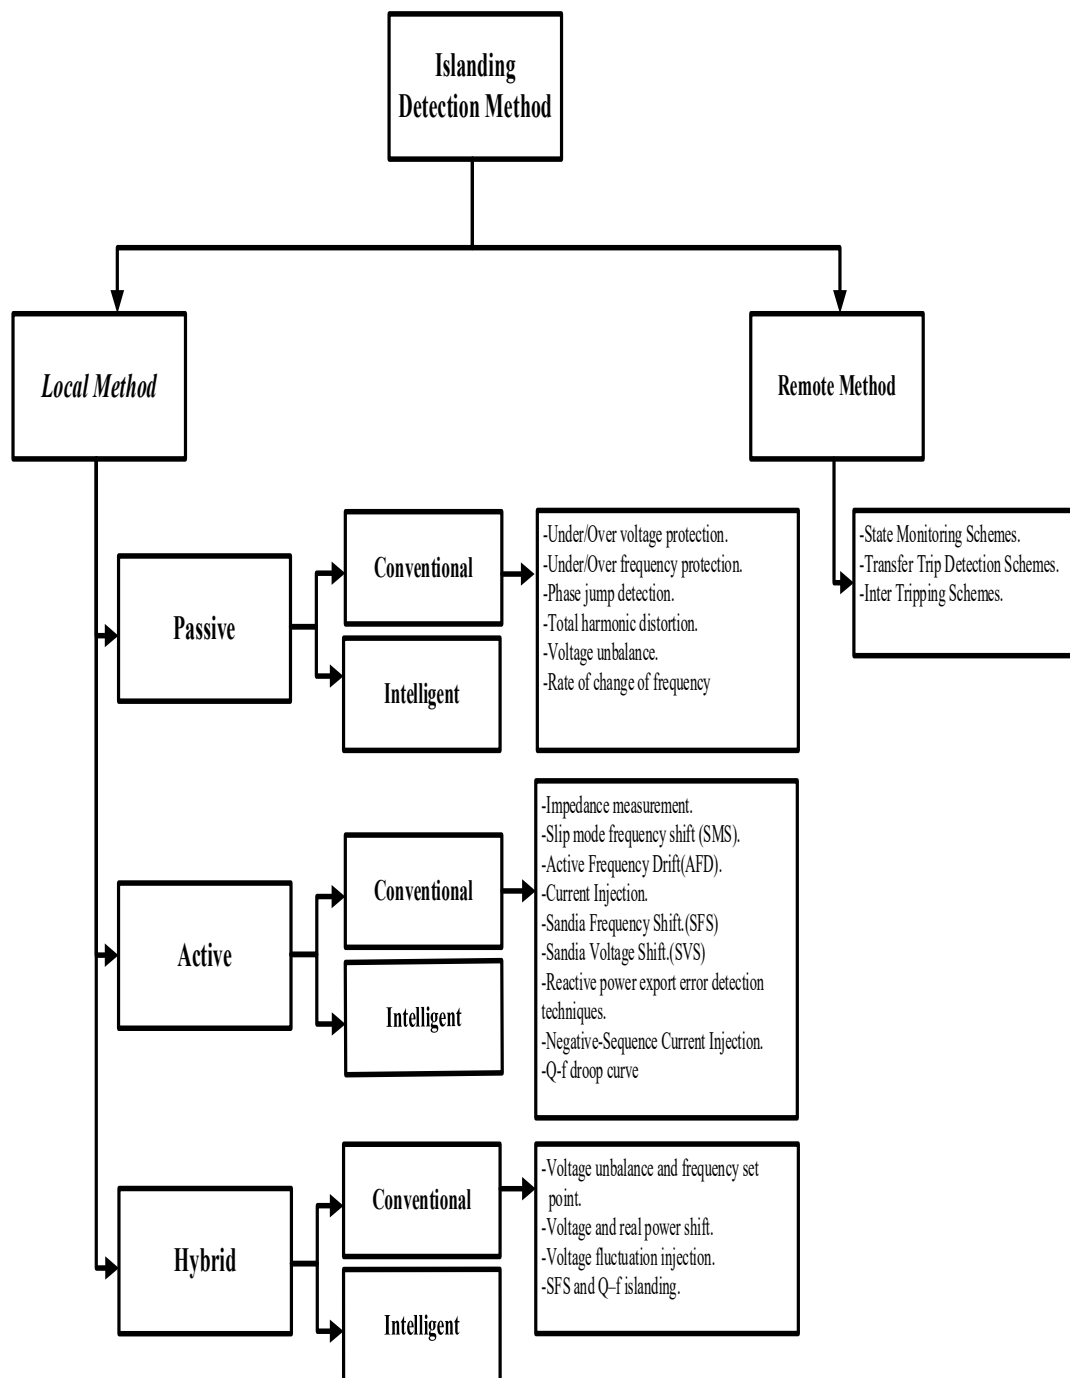 Islanding
Detection Method
Local Method
Remote Method
-State Monitoring Schemes.
-Transfer Trip Detection Schemes.
-Inter Tripping Schemes.
Passive
Conventional
Intelligent
-Under/Over voltage protection.
-Under/Over frequency protection.
-Phase jump detection.
-Total harmonic distortion.
-Voltage unbalance.
-Rate of change of frequency
Active
Conventional
Intelligent
-Impedance measurement.
-Slip mode frequency shift (SMS).
-Active Frequency Drift(AFD).
-Current Injection.
-Sandia Frequency Shift.(SFS)
-Sandia Voltage Shift.(SVS)
-Reactive power export error detection
techniques.
-Negative-Sequence Current Injection.
-Q-f droop curve
Hybrid
Conventional
Intelligent
-Voltage unbalance and frequency set
point.
-Voltage and real power shift.
-Voltage fluctuation injection.
-SFS and Q–f islanding.